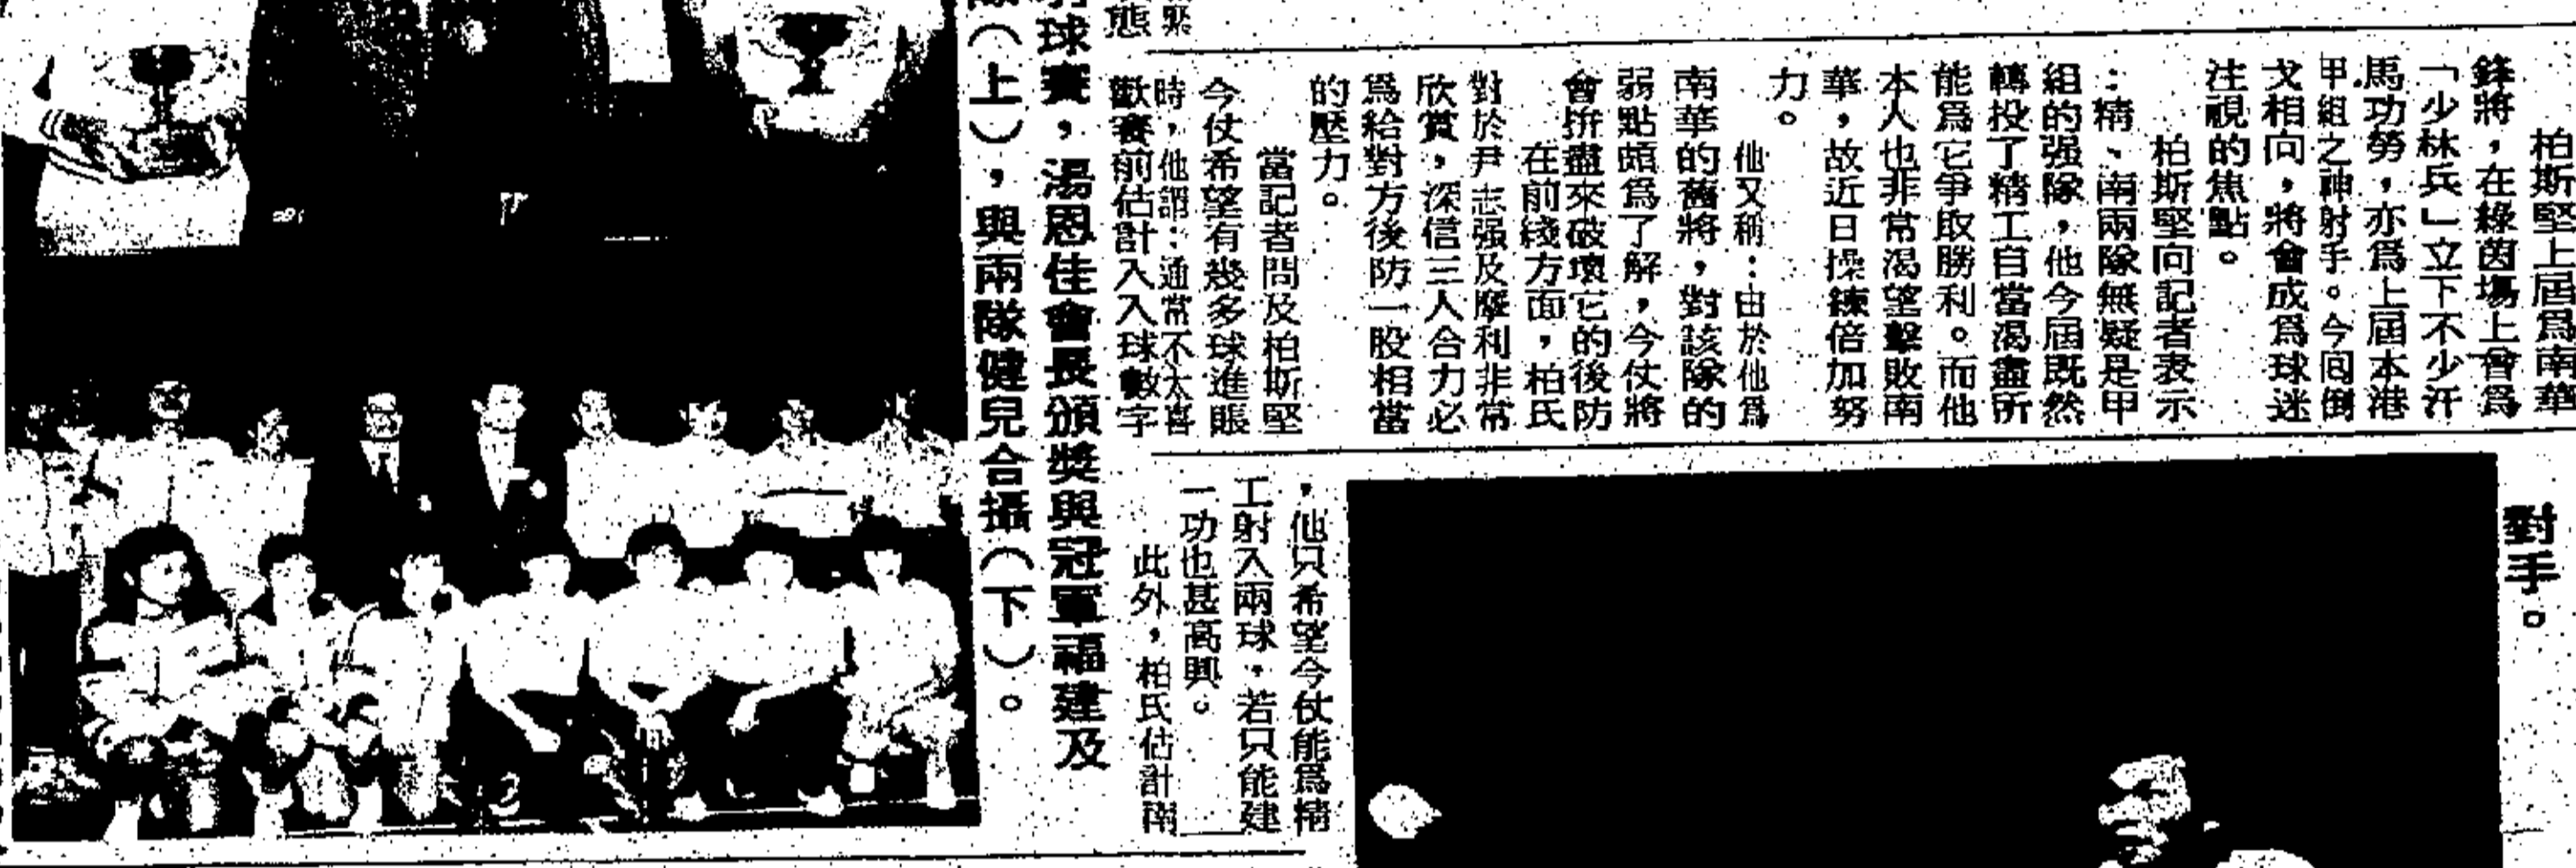 柏斯堅上屆爲南華
鋒將，在綠茵場上曾爲
「少林兵」立下不少汗
馬功勞，亦爲上屆本港
甲組之神射手。今囘倒
戈相向，將會成爲球迷
注視的焦點。
柏斯堅向記者表示
：精、南兩隊無疑是甲
組的强隊，他今屆既然
轉投了精工自當渴盡所
能爲它爭取勝利。而他
本人也非常渴望擊敗南
華，故近日操鍊倍加努
力。
他又稱：由於他爲
南華的舊將，對該隊的
弱點頗爲了解，今仗將
會拚盡來破壞它的後防
在前綫方面，柏氏
對於尹志强及摩利非常
欣賞，深信三人合力必
爲給對方後防一股相當
的壓力。
當記者問及柏斯堅
今仗希望有幾多球進賬
時，他謂：通常不太喜
歡賽前估計入入球數字
，他只希望今仗能爲精
工射入兩球，若只能建
一功也甚高興。
此外，柏氏估計南
態
球賽，湯恩佳會長頒獎與冠軍福建及
（上），與兩隊健兒合攝（下）。
對手。